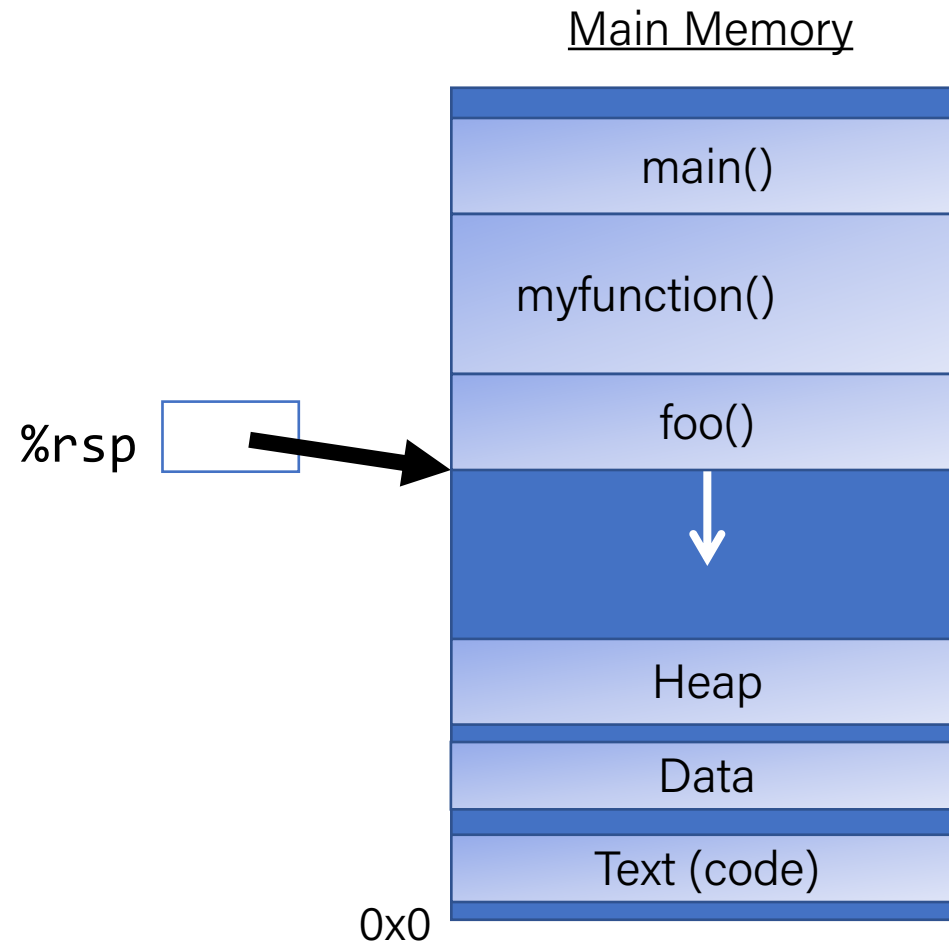 Main Memory
main()
myfunction()
foo()
%rsp
Heap
Data
Text (code)
0x0